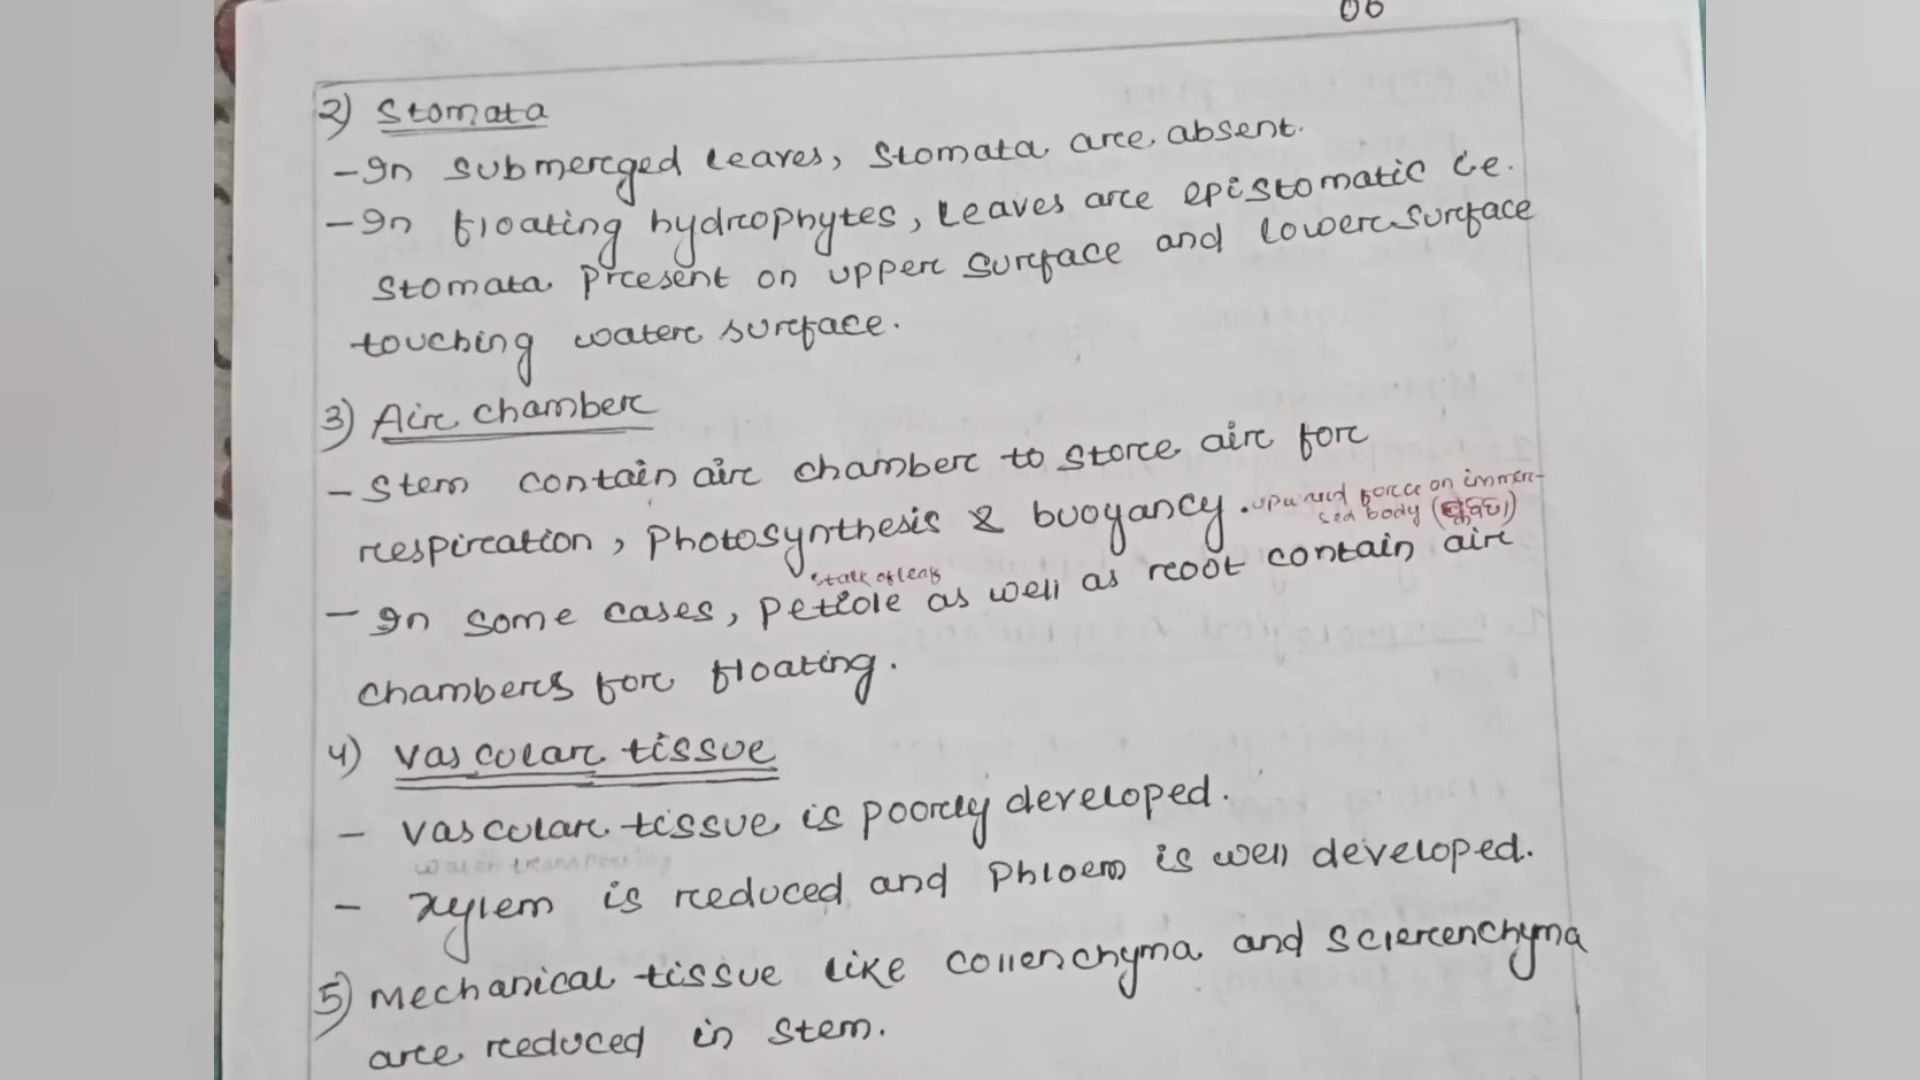 06
2) Stomata
- In submerged leaves, stomata are absent.
- In floating hydrophytes, leaves are epistomatic i.e.
stomata present on upper surface and lower surface
touching water surface.
3) Air chamber
- Stem contain air chamber to store air for
respiration, photosynthesis & buoyancy. upward force on immer-
sed body
stalk of leaf
- In some cases, petiole as well as root contain air
chambers for floating.
4) Vascular tissue
- Vascular tissue is poorly developed.
water transporting
- Xylem is reduced and Phloem is well developed.
5) Mechanical tissue like collenchyma and sclerenchyma
are reduced in stem.